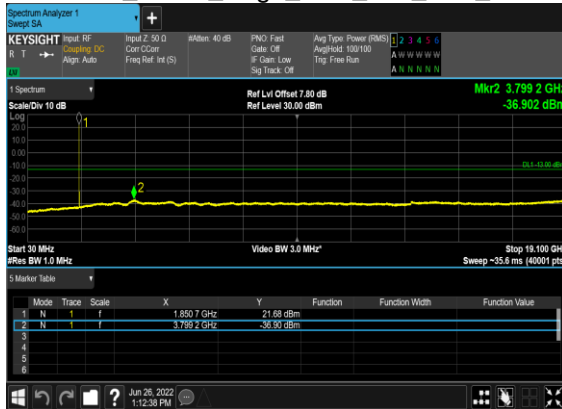 Spectrum Analyzer 1
Swept SA
+
KEYSIGHT Input: RF Input Z: 50 Ω #Atten: 40 dB PNO: Fast Avg Type: Power (RMS) 1 2 3 4 5 6
R T Coupling: DC Corr CCorr Gate: Off Avg|Hold: 100/100 A W W W W W
Align: Auto Freq Ref: Int (S) IF Gain: Low Trig: Free Run
Sig Track: Off A N N N N N
1 Spectrum Ref Lvl Offset 7.80 dB Mkr2 3.799 2 GHz
Scale/Div 10 dB Ref Level 30.00 dBm -36.902 dBm
Log
20.0
10.0
0.00
-10.0
DL1 -13.00 dBm
-20.0
-30.0
-40.0
-50.0
-60.0
1
2
Start 30 MHz Video BW 3.0 MHz* Stop 19.100 GHz
#Res BW 1.0 MHz Sweep ~35.6 ms (40001 pts)
5 Marker Table
Mode Trace Scale X Y Function Function Width Function Value
1 N 1 f 1.850 7 GHz 21.68 dBm
2 N 1 f 3.799 2 GHz -36.90 dBm
3
4
5
6
? Jun 26, 2022
1:12:38 PM